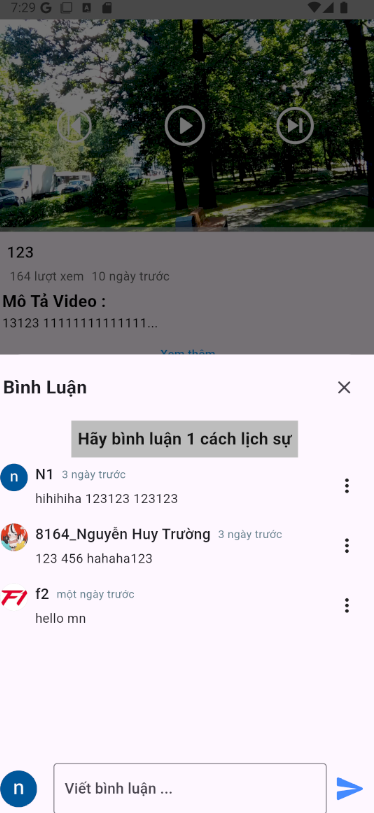 7:29
123
164 lượt xem 10 ngày trước
Mô Tả Video :
13123 11111111111111...
Xem thêm
Bình Luận
Hãy bình luận 1 cách lịch sự
n
N1 3 ngày trước
hihihiha 123123 123123
8164_Nguyễn Huy Trường 3 ngày trước
123 456 hahaha123
f2 một ngày trước
hello mn
n
Viết bình luận ...